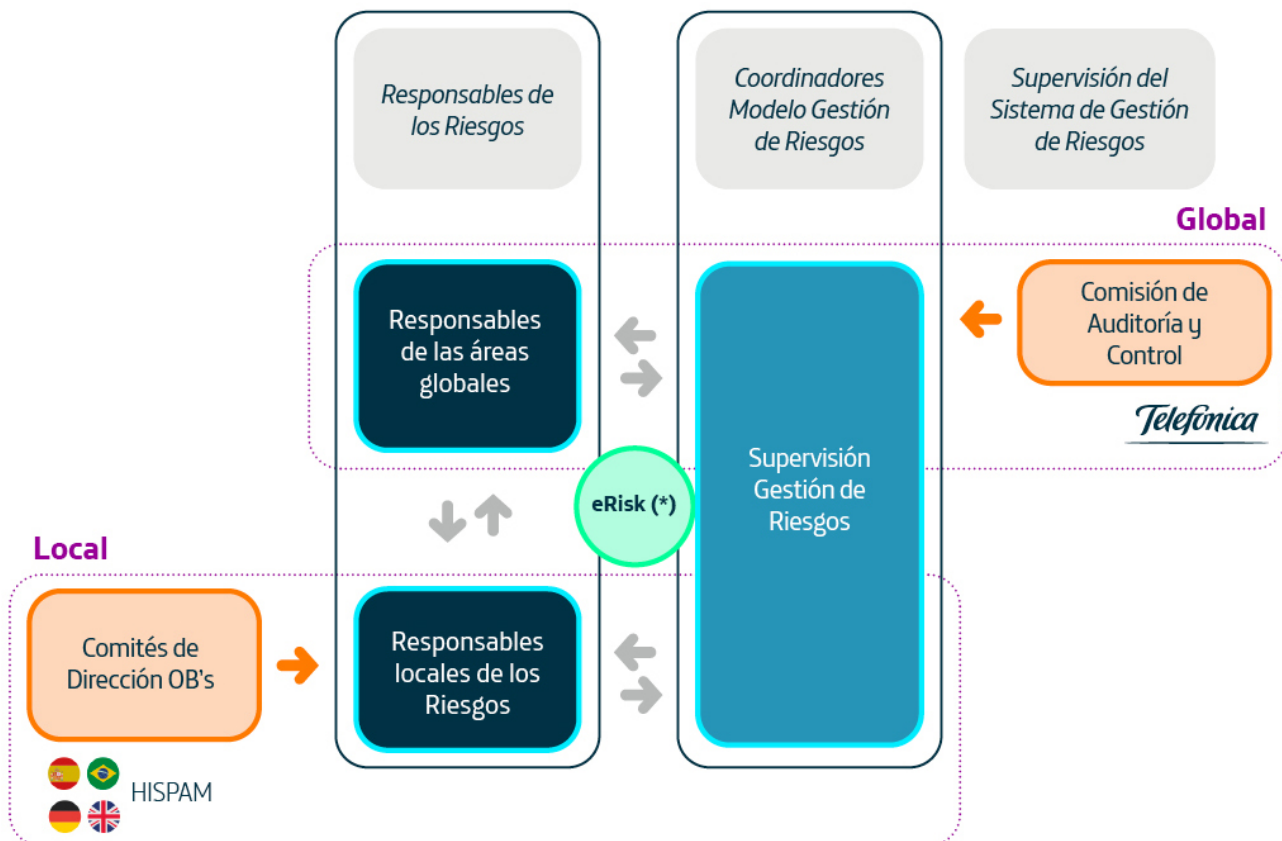 Responsables de
los Riesgos
Coordinadores
Modelo Gestión
de Riesgos
Supervisión del
Sistema de Gestión
de Riesgos
Global
Responsables
de las áreas
globales
Comisión de
Auditoría y
Control
Telefónica
Supervisión
Gestión de
Riesgos
eRisk (*)
Local
Comités de
Dirección OB's
Responsables
locales de los
Riesgos
HISPAM